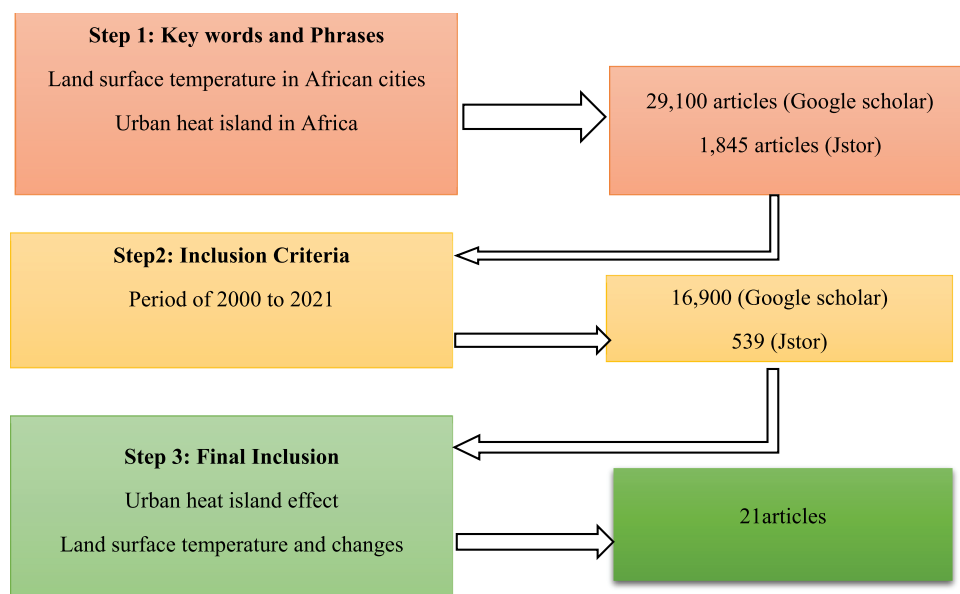 Step 1: Key words and Phrases
Land surface temperature in African cities
Urban heat island in Africa
29,100 articles (Google scholar)
1,845 articles (Jstor)
Step2: Inclusion Criteria
Period of 2000 to 2021
16,900 (Google scholar)
539 (Jstor)
Step 3: Final Inclusion
Urban heat island effect
Land surface temperature and changes
21articles